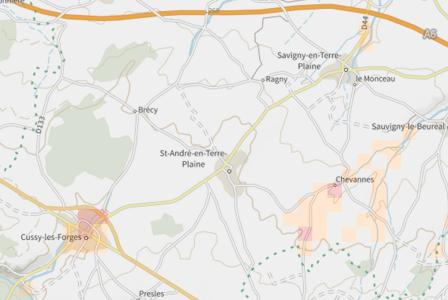 D44
A6
Savigny-en-Terre-
Plaine
Ragny
le Monceau
Brécy
D133
Sauvigny-le-Beuréal
St-André-en-Terre-
Plaine
Chevannes
Cussy-les-Forges
Presles